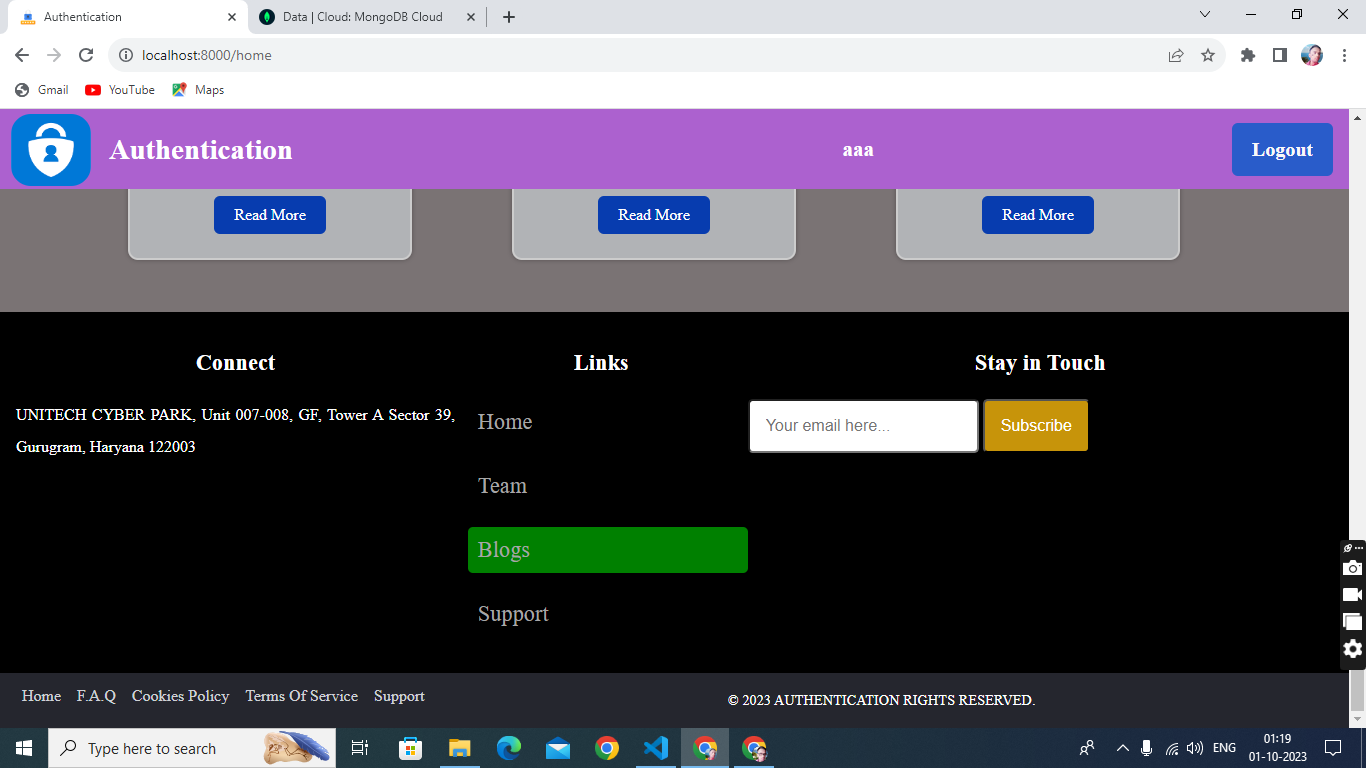 Authentication
Data | Cloud: MongoDB Cloud
localhost:8000/home
Gmail
YouTube
Maps
Authentication
aaa
Logout
Read More
Read More
Read More
Connect
Links
Stay in Touch
UNITECH CYBER PARK, Unit 007-008, GF, Tower A Sector 39,
Gurugram, Haryana 122003
Home
Team
Blogs
Support
Your email here...
Subscribe
Home
F.A.Q
Cookies Policy
Terms Of Service
Support
© 2023 AUTHENTICATION RIGHTS RESERVED.
Type here to search
ENG
01:19
01-10-2023